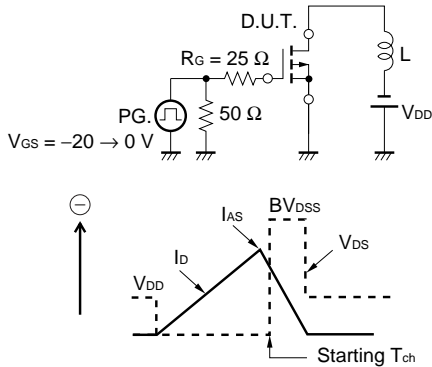 D.U.T.
RG = 25 Ω
L
PG.
50 Ω
VDD
VGS = −20 → 0 V
−
IAS
BVDSS
ID
VDS
VDD
Starting Tch